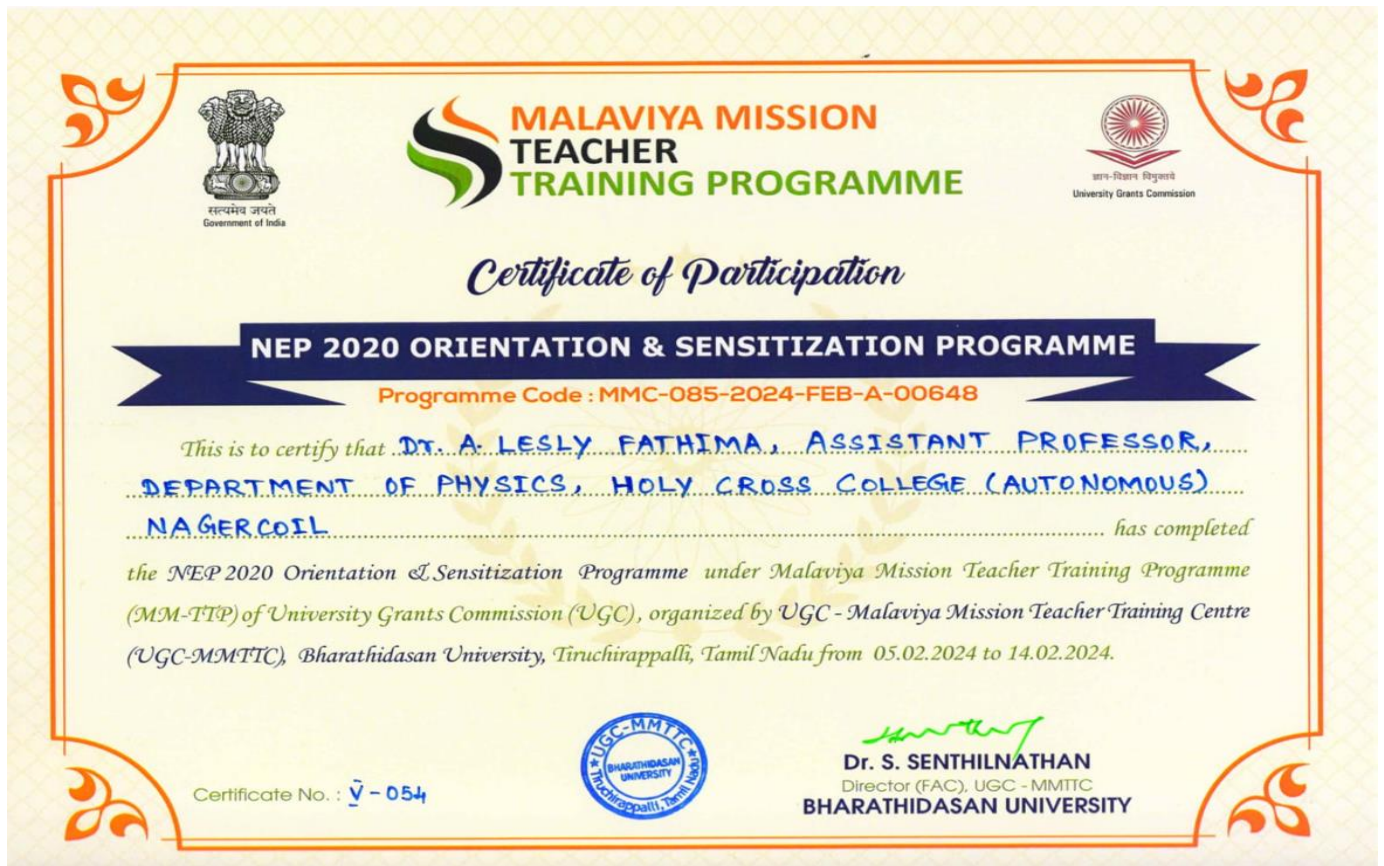 सत्यमेव जयते
Government of India
MALAVIYA MISSION
TEACHER
TRAINING PROGRAMME
ज्ञान-विज्ञान विमुक्तये
University Grants Commission
Certificate of Participation
NEP 2020 ORIENTATION & SENSITIZATION PROGRAMME
Programme Code : MMC-085-2024-FEB-A-00648
This is to certify that Dr. A. LESLY FATHIMA, ASSISTANT PROFESSOR,
DEPARTMENT OF PHYSICS, HOLY CROSS COLLEGE (AUTONOMOUS)
NAGERCOIL has completed
the NEP 2020 Orientation & Sensitization Programme under Malaviya Mission Teacher Training Programme
(MM-TTP) of University Grants Commission (UGC), organized by UGC - Malaviya Mission Teacher Training Centre
(UGC-MMTTC), Bharathidasan University, Tiruchirappalli, Tamil Nadu from 05.02.2024 to 14.02.2024.
UGC-MMTTC
BHARATHIDASAN
UNIVERSITY
Tiruchirappalli, Tamil Nadu
Dr. S. SENTHILNATHAN
Director (FAC), UGC - MMTTC
BHARATHIDASAN UNIVERSITY
Certificate No. : V - 054